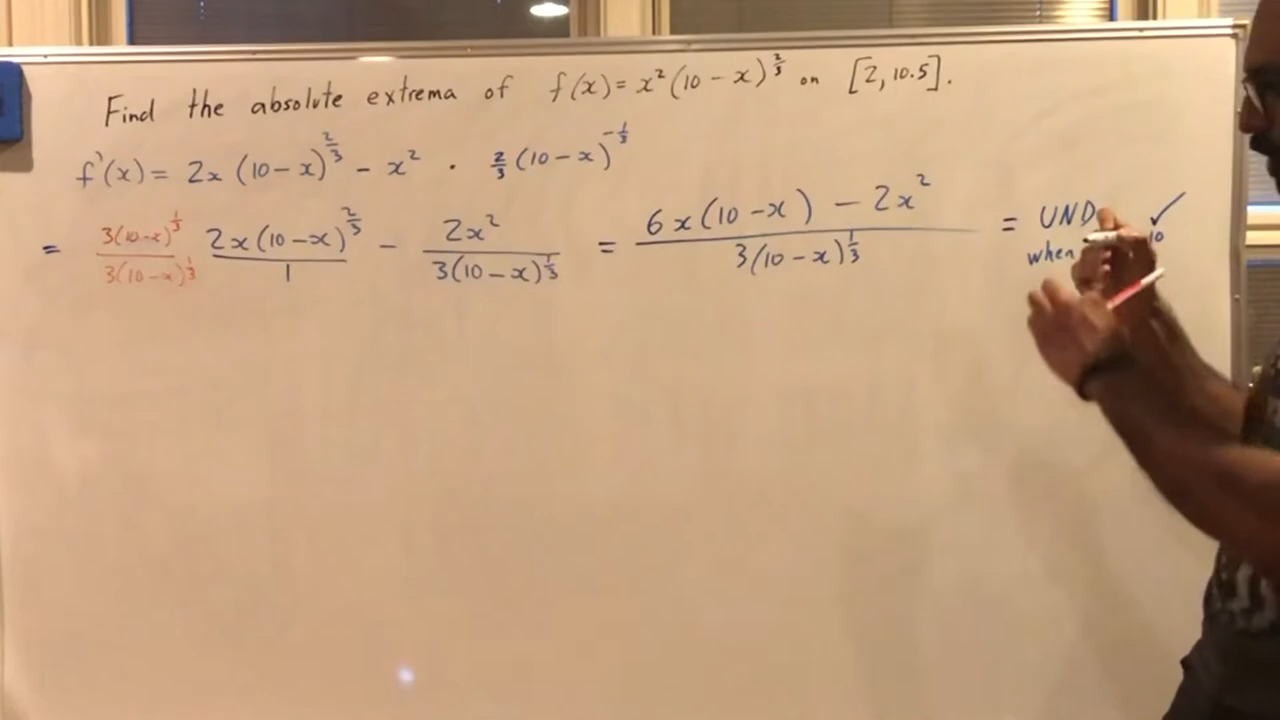 Find the absolute extrema of f(x) = x²(10 - x)^{2/3} on [2, 10.5].
f'(x) = 2x (10 - x)^{2/3} - x² · 2/3 (10 - x)^{-1/3}
= 3(10-x)^{1/3} / 3(10-x)^{1/3} 2x(10-x)^{2/3} / 1 - 2x² / 3(10-x)^{1/3} = 6x(10-x) - 2x² / 3(10-x)^{1/3} = UND ✓
when 10